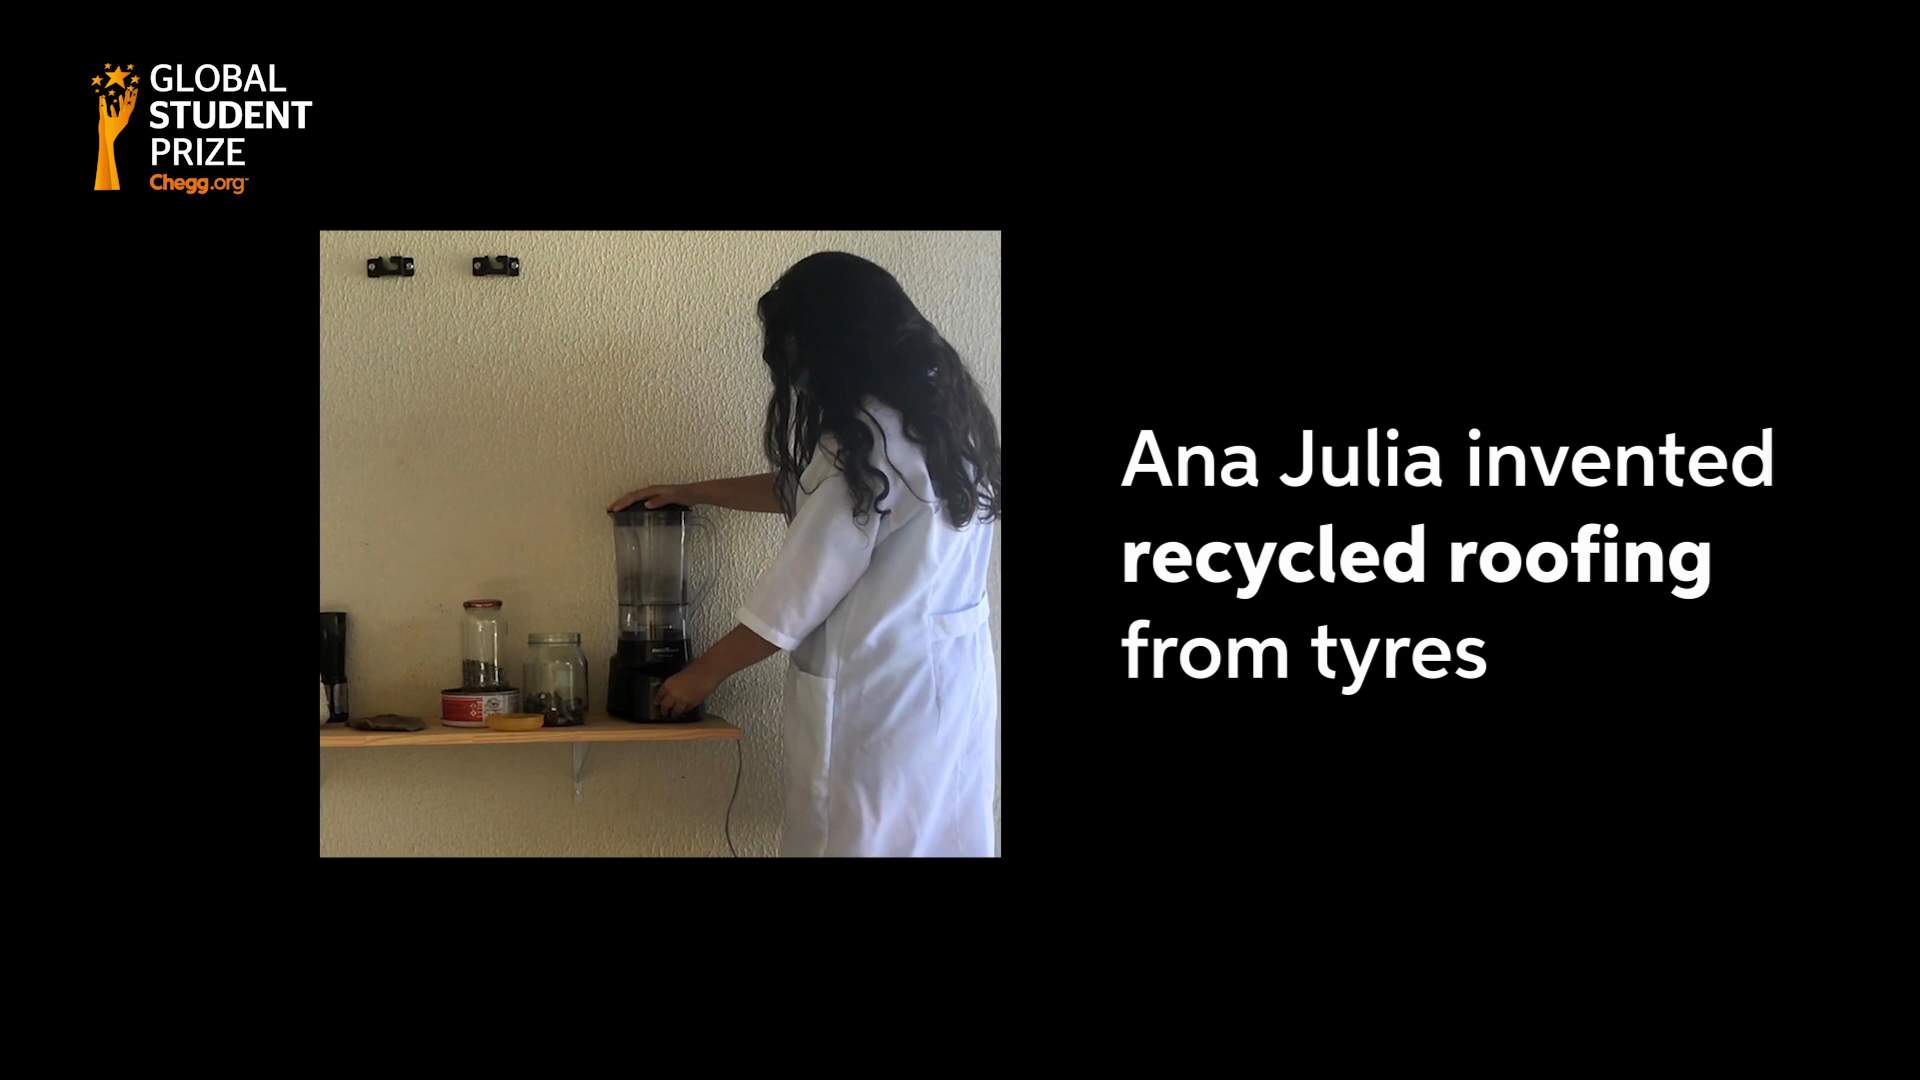 GLOBAL
STUDENT
PRIZE
Chegg.org
Ana Julia invented
recycled roofing
from tyres